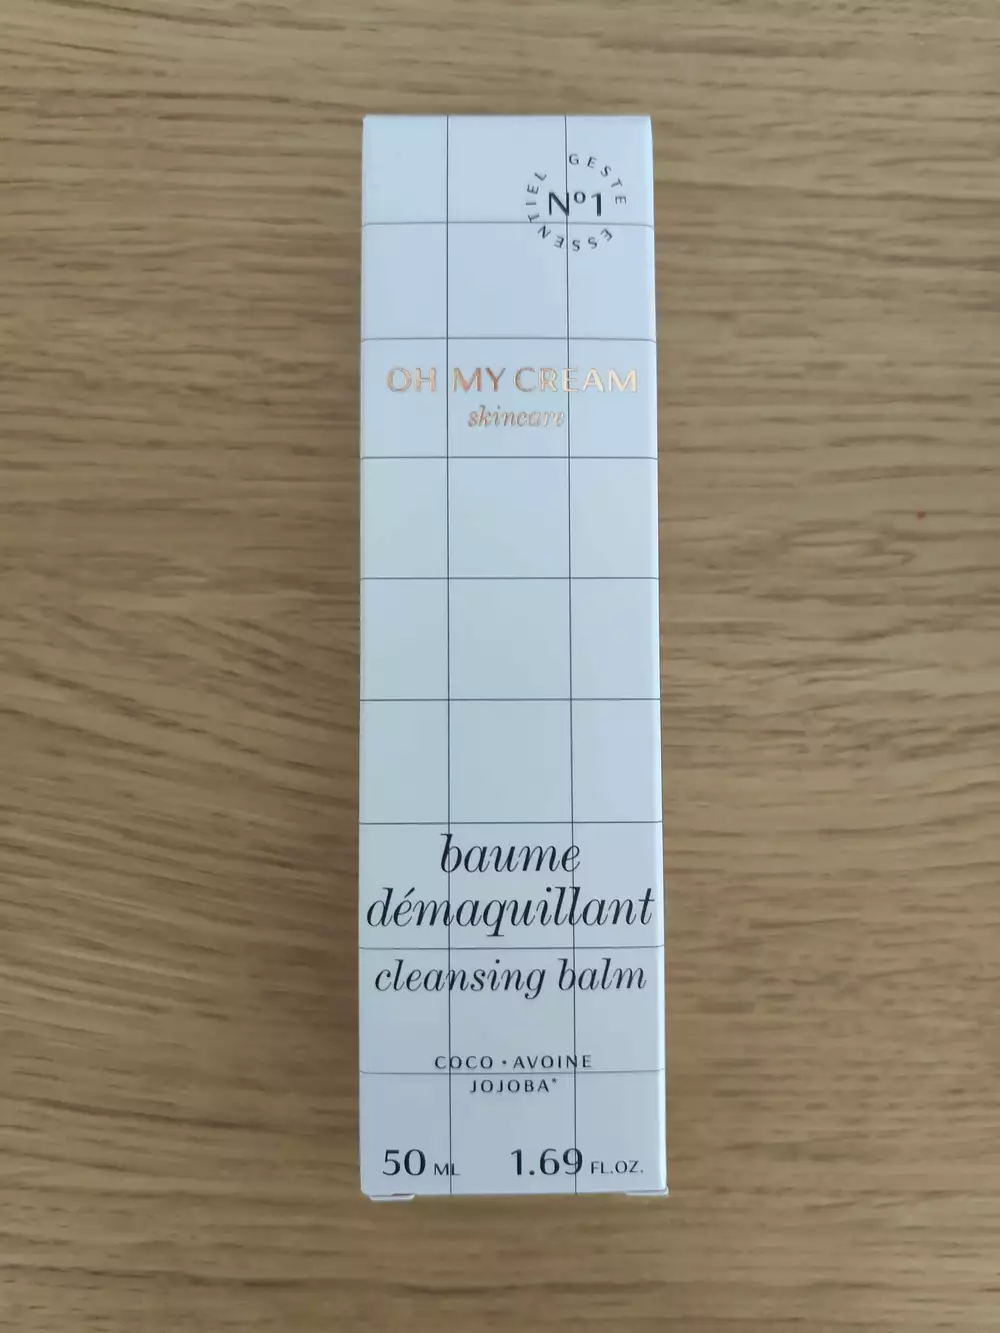 GESTE ESSENTIEL
Nº1
OH MY CREAM
skincare
baume
démaquillant
cleansing balm
COCO • AVOINE
JOJOBA*
50 ML 1.69 FL.OZ.